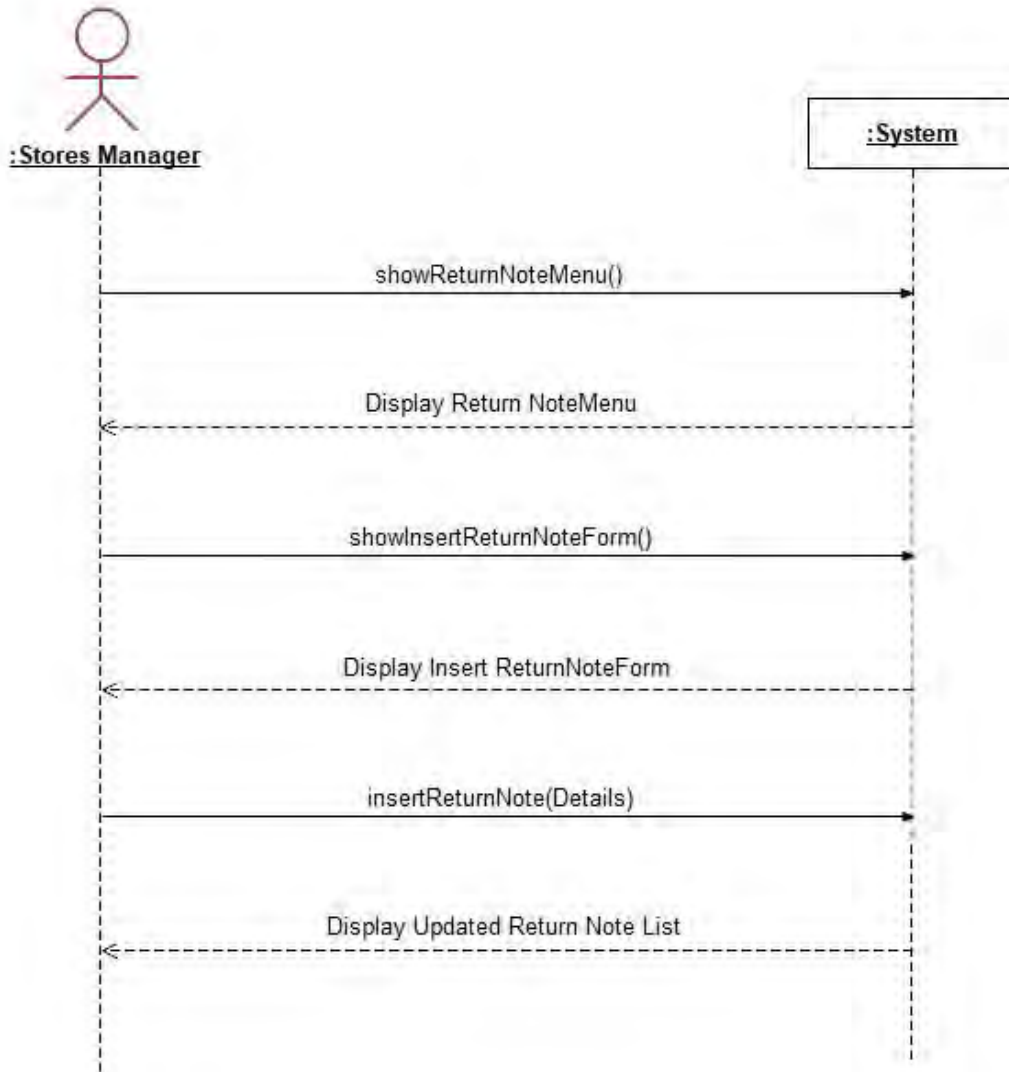 :Stores Manager
:System
showReturnNoteMenu()
Display Return NoteMenu
showInsertReturnNoteForm()
Display Insert ReturnNoteForm
insertReturnNote(Details)
Display Updated Return Note List